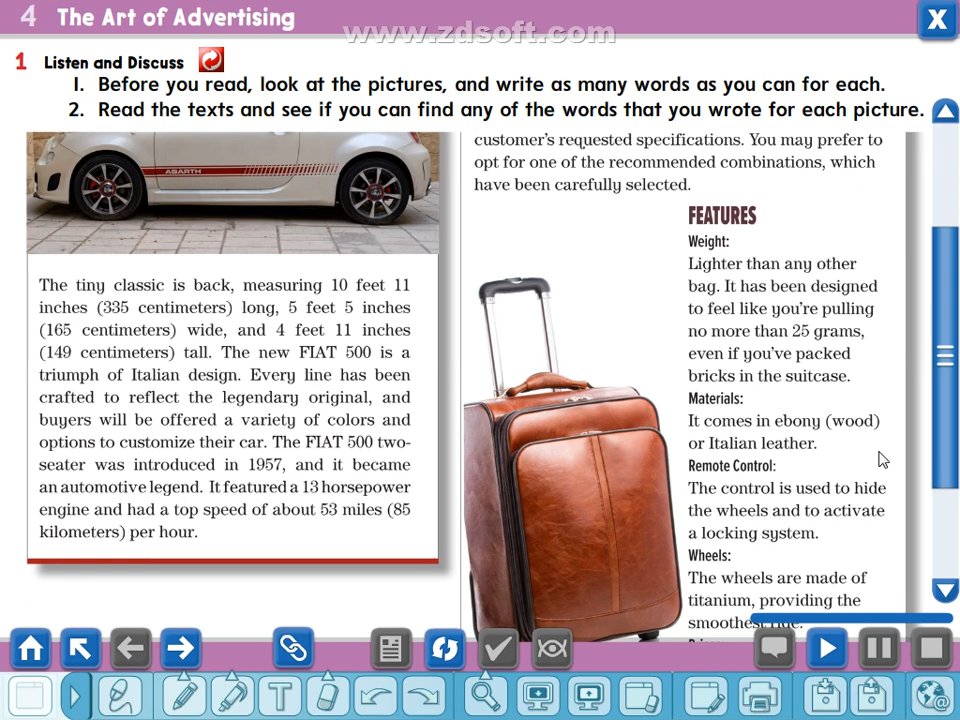 4 The Art of Advertising
www.zdsoft.com
1 Listen and Discuss
1. Before you read, look at the pictures, and write as many words as you can for each.
2. Read the texts and see if you can find any of the words that you wrote for each picture.
ABARTH
The tiny classic is back, measuring 10 feet 11
inches (335 centimeters) long, 5 feet 5 inches
(165 centimeters) wide, and 4 feet 11 inches
(149 centimeters) tall. The new FIAT 500 is a
triumph of Italian design. Every line has been
crafted to reflect the legendary original, and
buyers will be offered a variety of colors and
options to customize their car. The FIAT 500 two-
seater was introduced in 1957, and it became
an automotive legend. It featured a 13 horsepower
engine and had a top speed of about 53 miles (85
kilometers) per hour.
customer's requested specifications. You may prefer to
opt for one of the recommended combinations, which
have been carefully selected.
FEATURES
Weight:
Lighter than any other
bag. It has been designed
to feel like you're pulling
no more than 25 grams,
even if you've packed
bricks in the suitcase.
Materials:
It comes in ebony (wood)
or Italian leather.
Remote Control:
The control is used to hide
the wheels and to activate
a locking system.
Wheels:
The wheels are made of
titanium, providing the
smoothest ride.